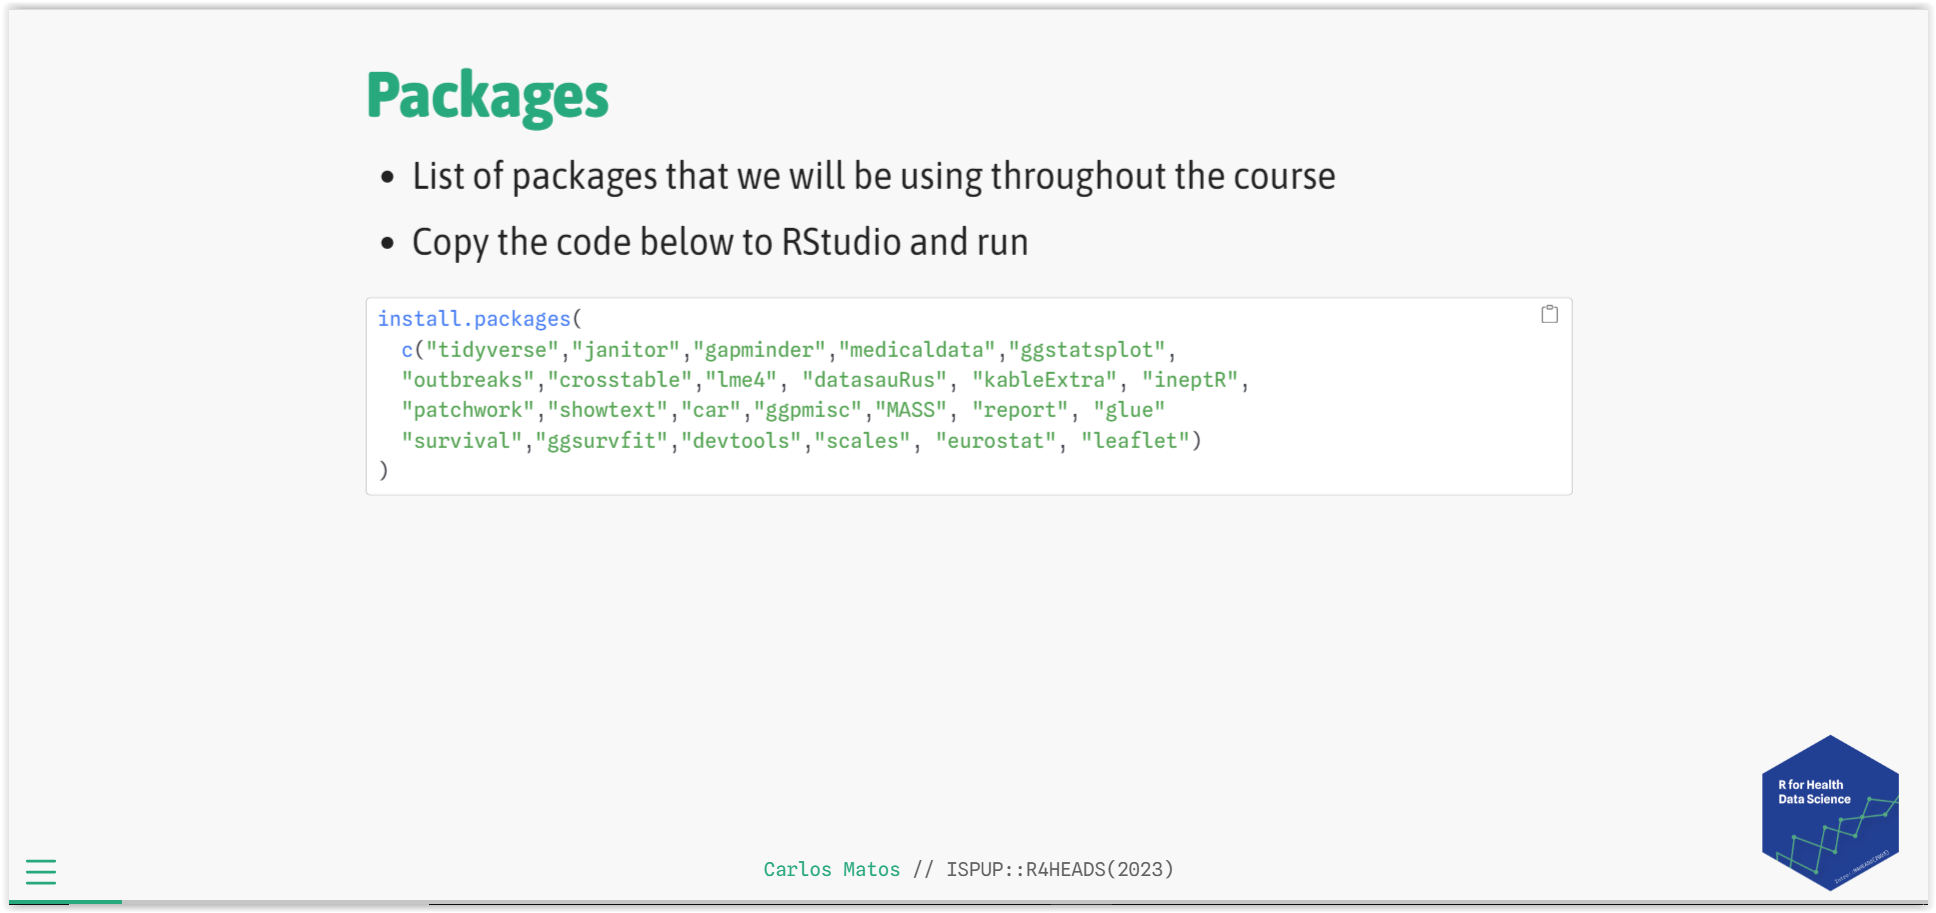 Packages
• List of packages that we will be using throughout the course
• Copy the code below to RStudio and run
install.packages(
  c("tidyverse","janitor","gapminder","medicaldata","ggstatsplot",
  "outbreaks","crosstable","lme4", "datasauRus", "kableExtra", "ineptR",
  "patchwork","showtext","car","ggpmisc","MASS", "report", "glue"
  "survival","ggsurvfit","devtools","scales", "eurostat", "leaflet")
)
R for Health
Data Science
Carlos Matos // ISPUP::R4HEADS(2023)